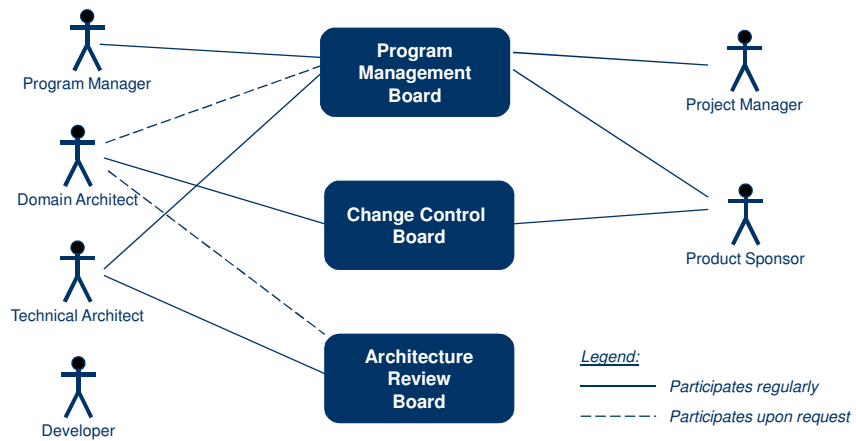 Program Manager
Program
Management
Board
Project Manager
Domain Architect
Change Control
Board
Product Sponsor
Technical Architect
Architecture
Review
Board
Developer
Legend:
Participates regularly
Participates upon request